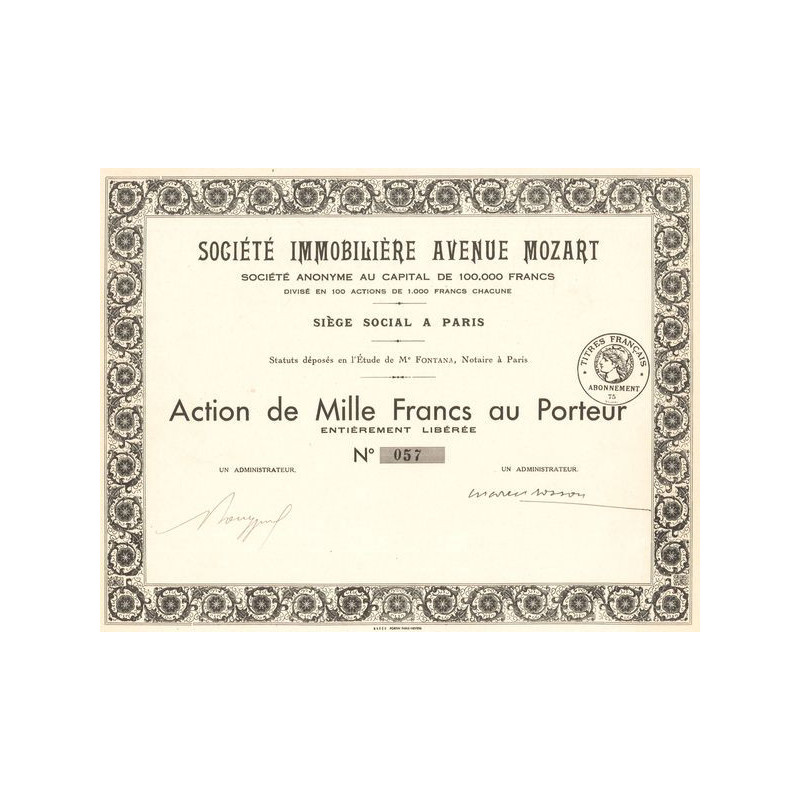 SOCIÉTÉ IMMOBILIÈRE AVENUE MOZART
SOCIÉTÉ ANONYME AU CAPITAL DE 100,000 FRANCS
DIVISÉ EN 100 ACTIONS DE 1.000 FRANCS CHACUNE
SIÈGE SOCIAL A PARIS
Statuts déposés en l'Étude de Me FONTANA, Notaire à Paris
TITRES FRANÇAIS
ABONNEMENT
75
Action de Mille Francs au Porteur
ENTIÈREMENT LIBÉRÉE
No 057
UN ADMINISTRATEUR.
UN ADMINISTRATEUR.